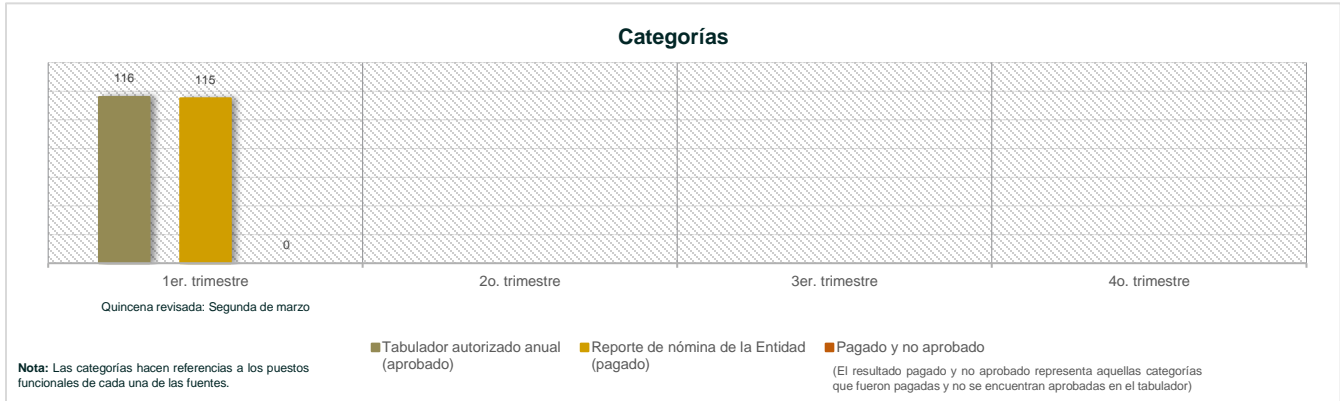 Categorías
116
115
0
1er. trimestre
2o. trimestre
3er. trimestre
4o. trimestre
Quincena revisada: Segunda de marzo
Tabulador autorizado anual
(aprobado)
Reporte de nómina de la Entidad
(pagado)
Pagado y no aprobado
(El resultado pagado y no aprobado representa aquellas categorías
que fueron pagadas y no se encuentran aprobadas en el tabulador)
Nota: Las categorías hacen referencias a los puestos
funcionales de cada una de las fuentes.